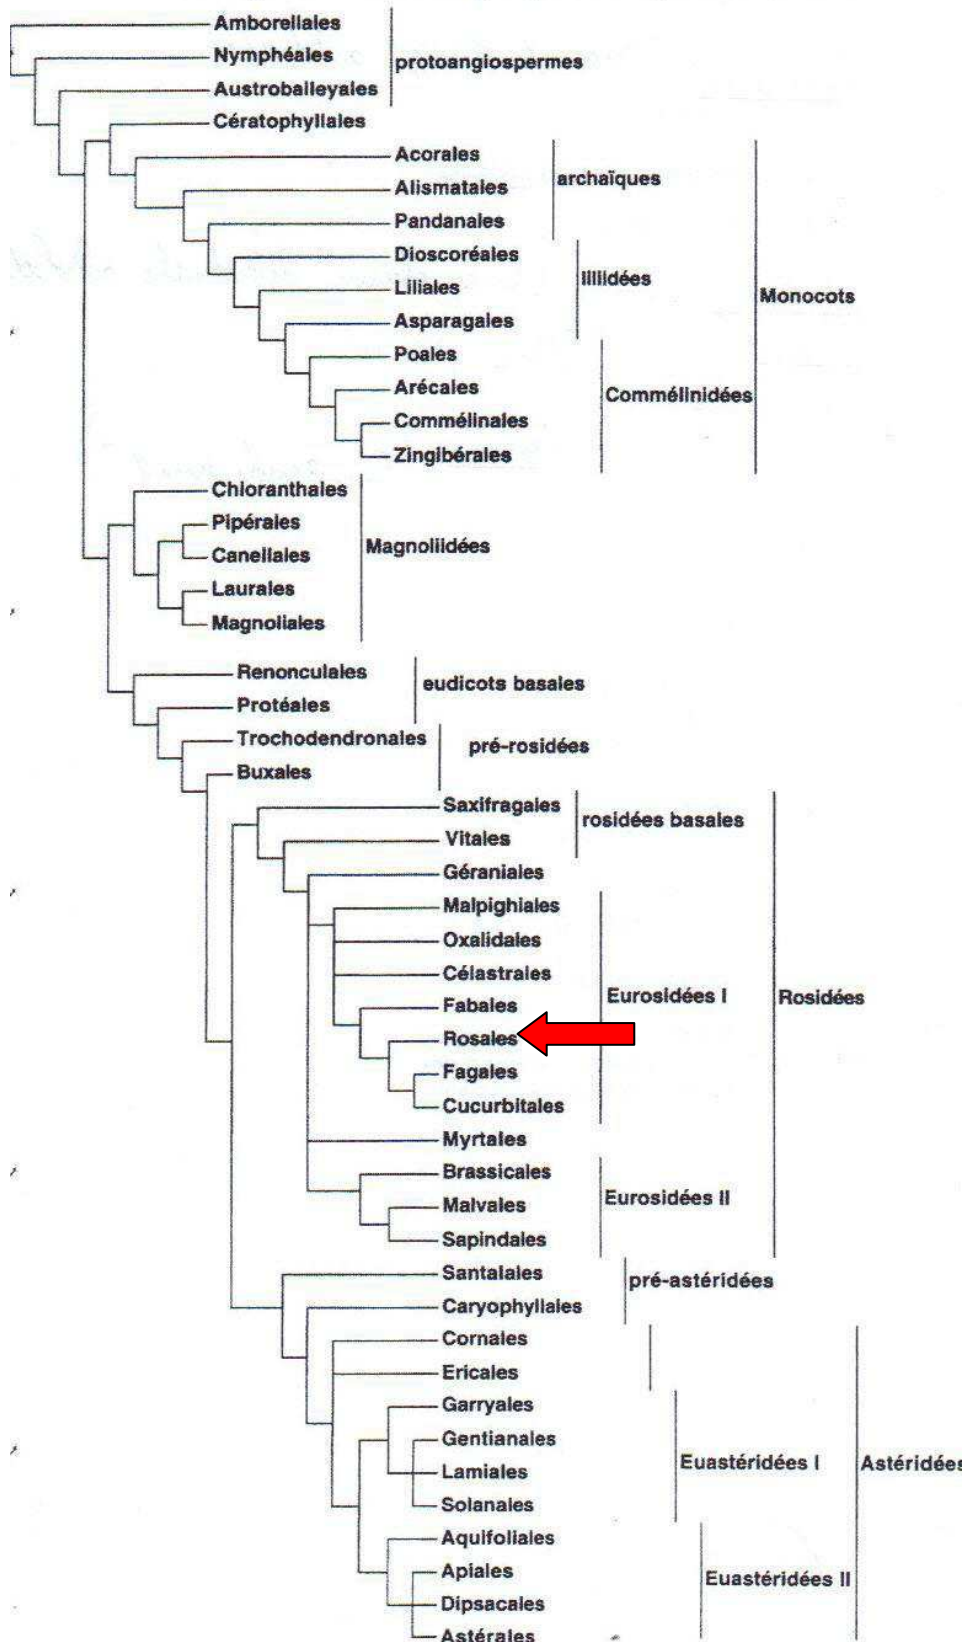 Amborellales
Nymphéales
protoangiospermes
Austrobaileyales
Cératophyllales
Acorales
archaïques
Alismatales
Pandanales
Dioscoréales
liliidées
Liliales
Monocots
Asparagales
Poales
Arécales
Commélinidées
Commélinales
Zingibérales
Chloranthales
Pipérales
Magnoliidées
Canellales
Laurales
Magnoliales
Renonculales
eudicots basales
Protéales
Trochodendronales
pré-rosidées
Buxales
Saxifragales
rosidées basales
Vitales
Géraniales
Malpighiales
Oxalidales
Célastrales
Eurosidées I
Rosidées
Fabales
Rosales
Fagales
Cucurbitales
Myrtales
Brassicales
Malvales
Eurosidées II
Sapindales
Santalales
pré-astéridées
Caryophyllales
Cornales
Ericales
Garryales
Gentianales
Euastéridées I
Astéridées
Lamiales
Solanales
Aquifoliales
Apiales
Euastéridées II
Dipsacales
Astérales